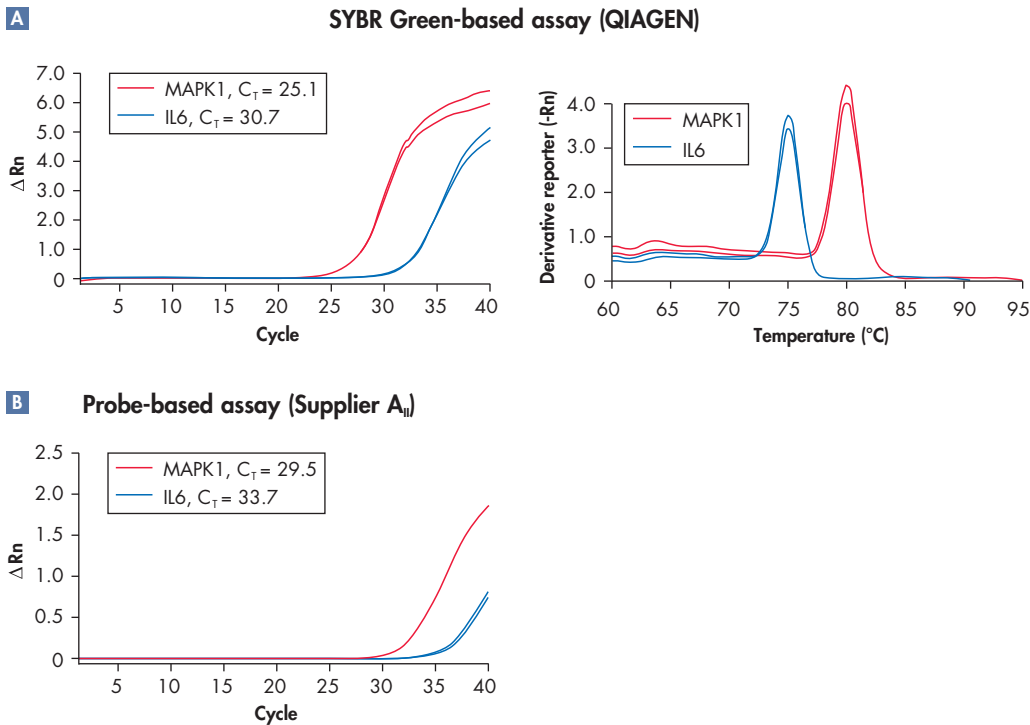 A
SYBR Green-based assay (QIAGEN)
7.0
6.0
5.0
4.0
3.0
2.0
1.0
0
Δ Rn
MAPK1, CT = 25.1
IL6, CT = 30.7
5 10 15 20 25 30 35 40
Cycle
4.0
3.0
2.0
1.0
0
Derivative reporter (-Rn)
MAPK1
IL6
60 65 70 75 80 85 90 95
Temperature (°C)
B
Probe-based assay (Supplier AII)
2.5
2.0
1.5
1.0
0.5
0
Δ Rn
MAPK1, CT = 29.5
IL6, CT = 33.7
5 10 15 20 25 30 35 40
Cycle